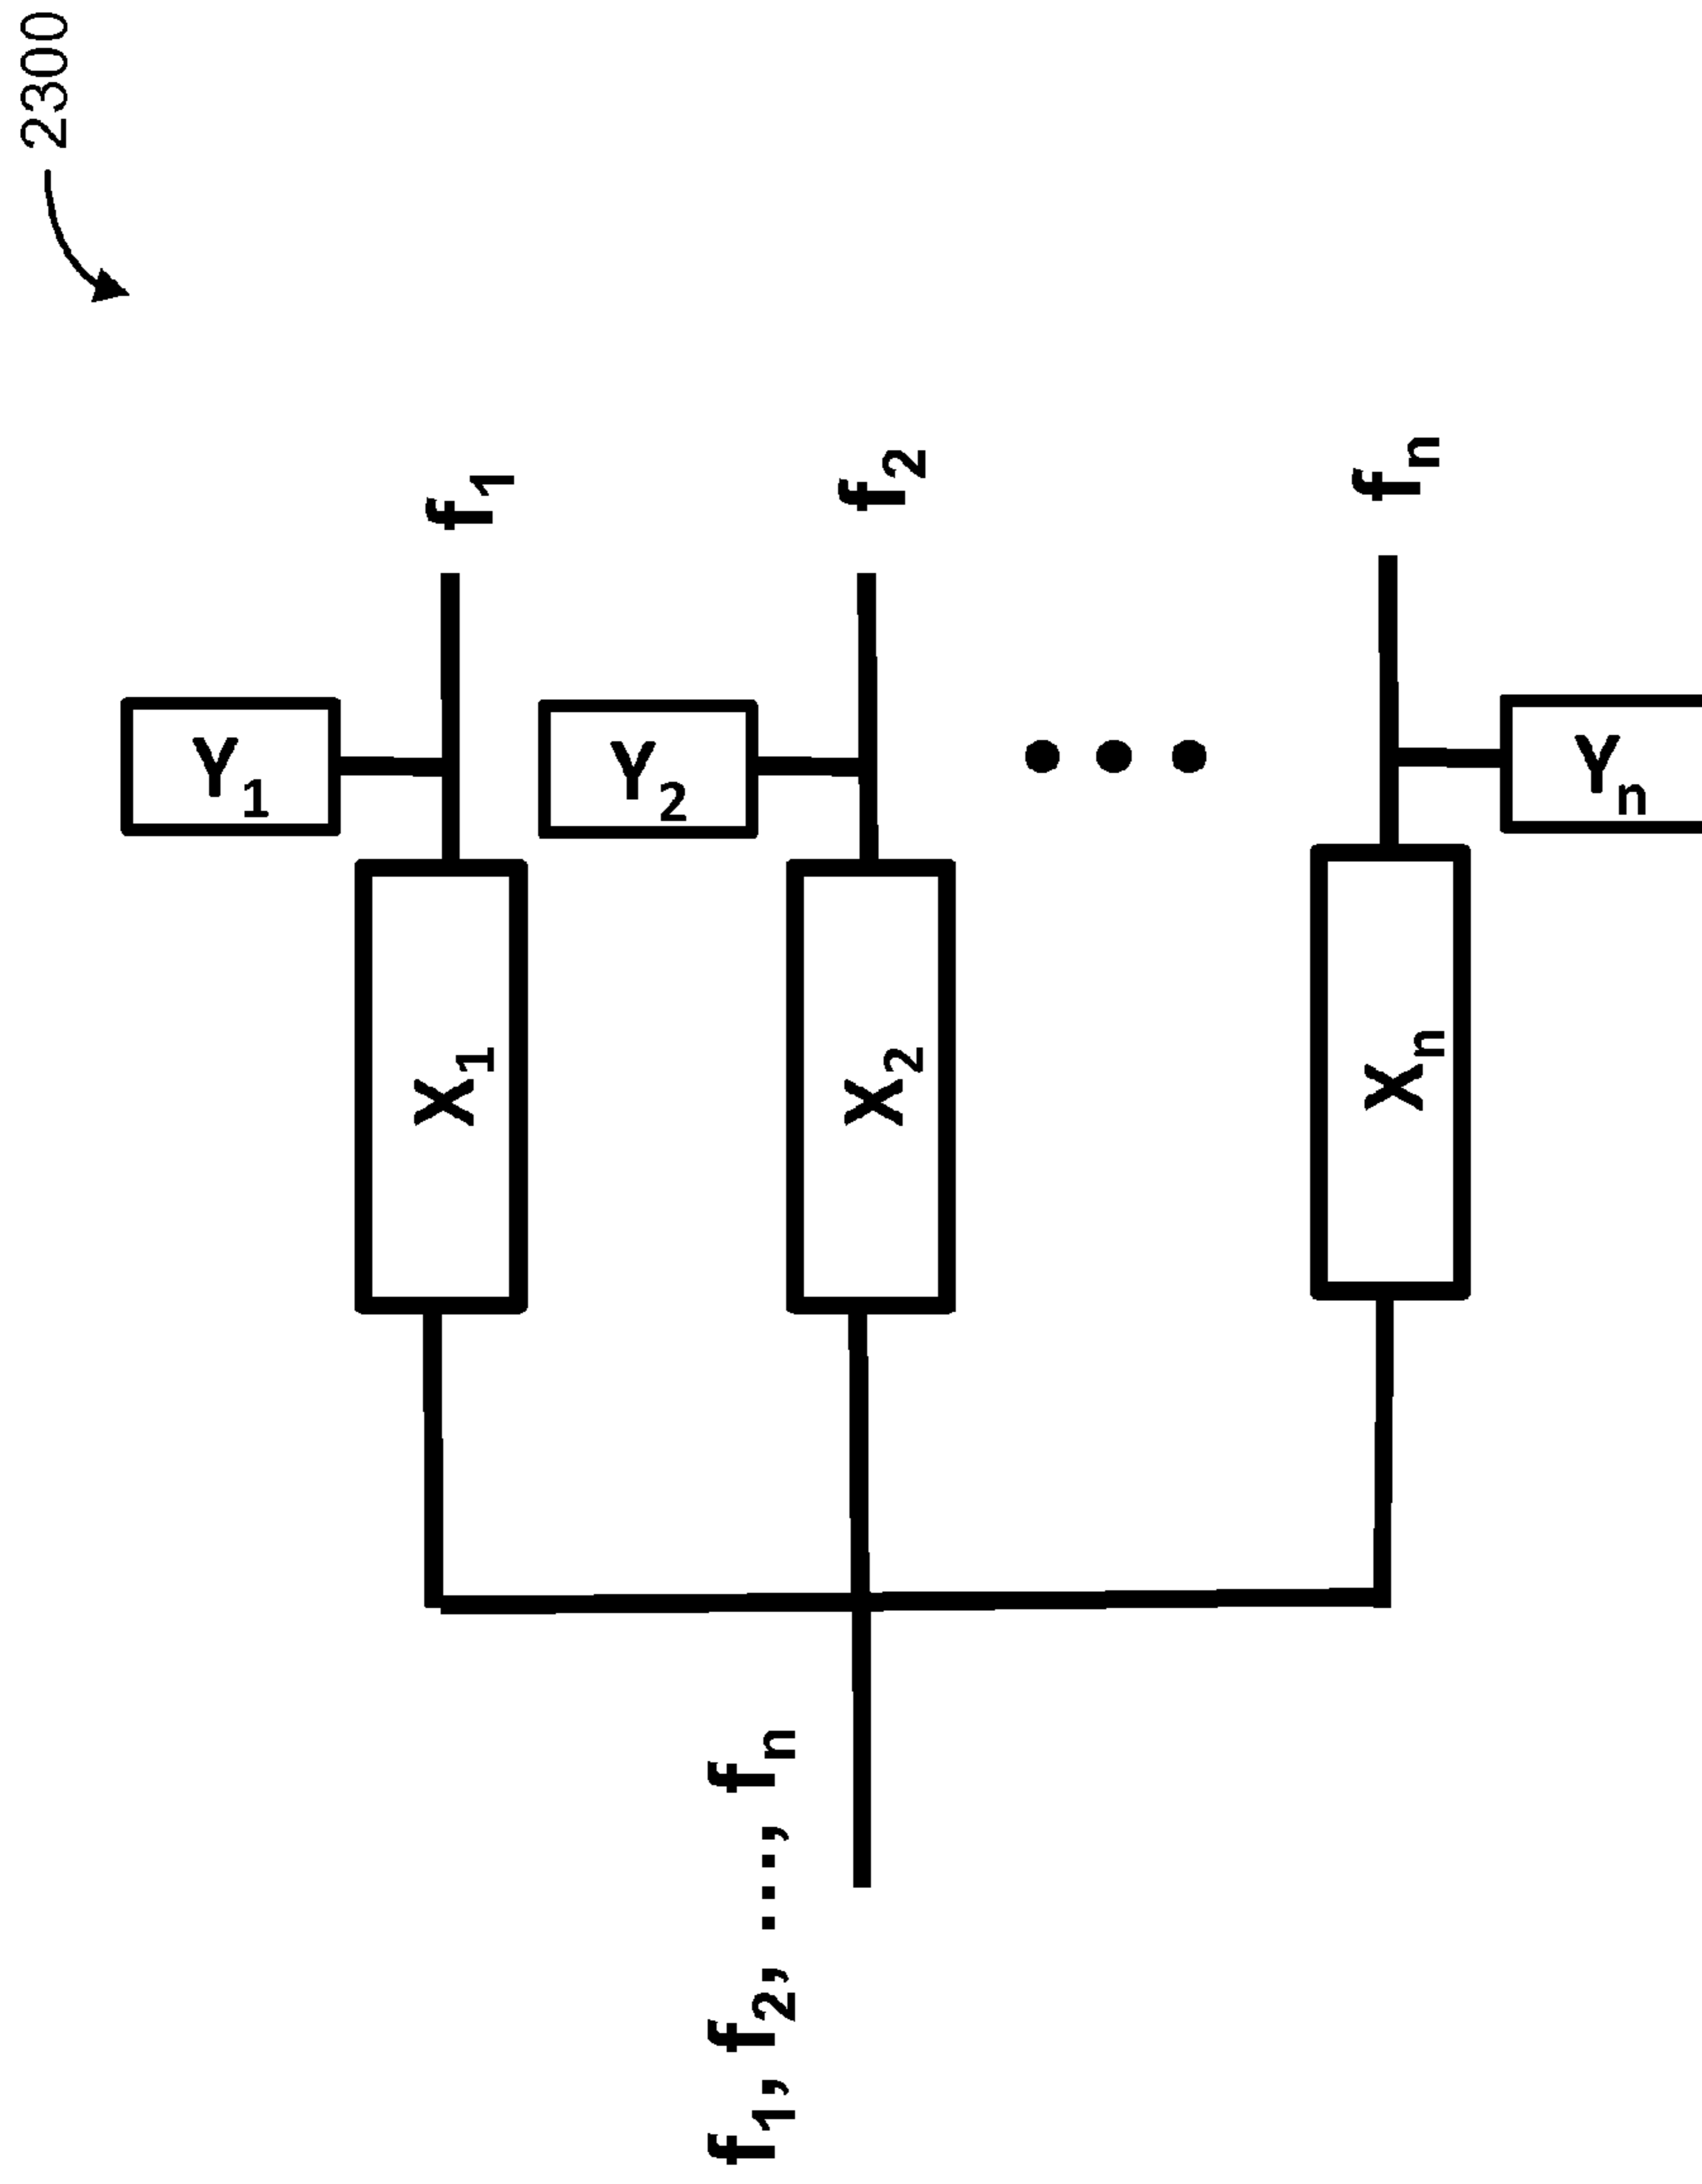 2300
f1
f2
fn
Y1
Y2
Yn
X1
X2
Xn
f1, f2, ..., fn